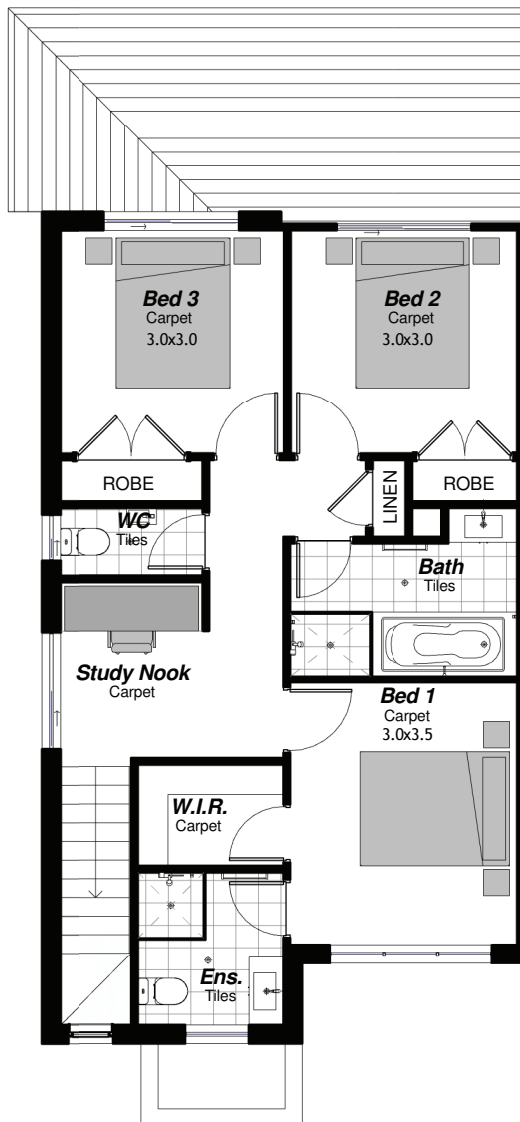 Bed 3
Carpet
3.0x3.0
Bed 2
Carpet
3.0x3.0
ROBE
LINEN
ROBE
WC
Tiles
Bath
Tiles
Study Nook
Carpet
Bed 1
Carpet
3.0x3.5
W.I.R.
Carpet
Ens.
Tiles